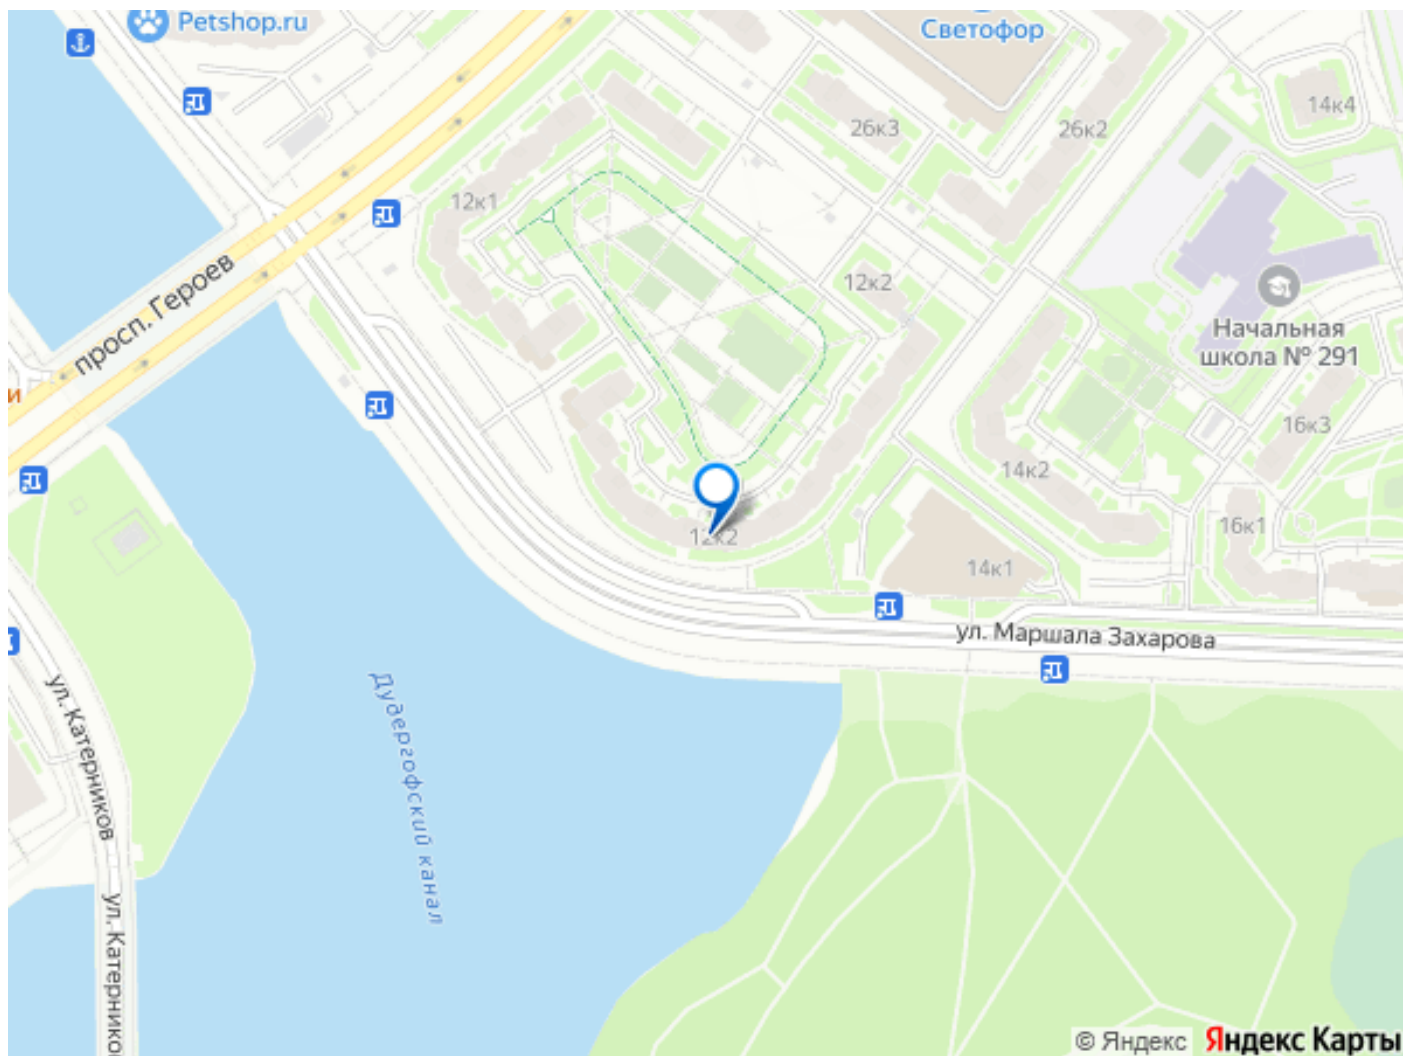 Petshop.ru
Светофор
14к4
26к3
26к2
12к1
просп. Героев
12к2
Начальная
школа № 291
и
16к3
14к2
12к2
16к1
14к1
ул. Маршала Захарова
Дудергофский канал
ул. Катерников
ул. Катерников
© Яндекс
Яндекс Карты